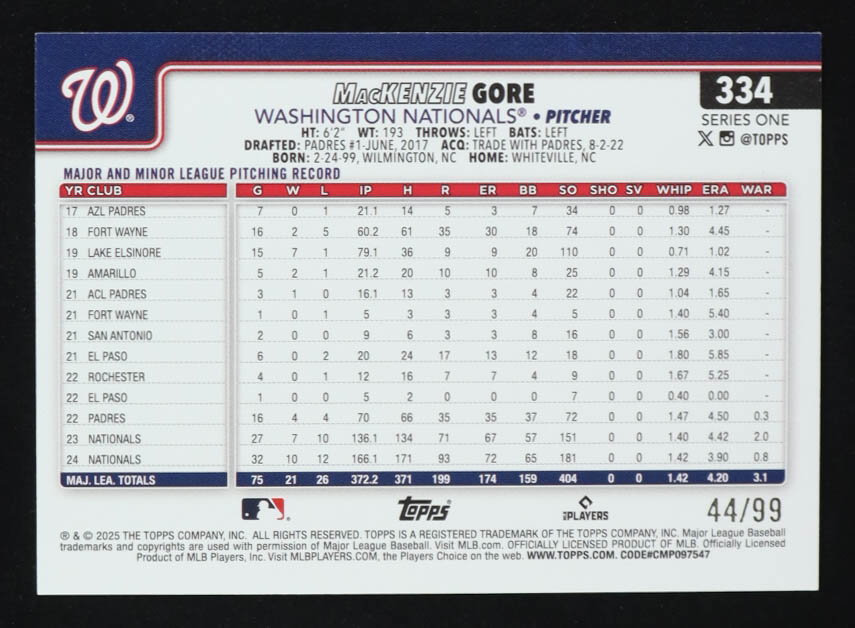 W®
MacKENZIE GORE
334
WASHINGTON NATIONALS® • PITCHER
SERIES ONE
HT: 6'2" WT: 193 THROWS: LEFT BATS: LEFT
X @TOPPS
DRAFTED: PADRES #1-JUNE, 2017 ACQ: TRADE WITH PADRES, 8-2-22
BORN: 2-24-99, WILMINGTON, NC HOME: WHITEVILLE, NC
MAJOR AND MINOR LEAGUE PITCHING RECORD
YR CLUB G W L IP H R ER BB SO SHO SV WHIP ERA WAR
17 AZL PADRES 7 0 1 21.1 14 5 3 7 34 0 0 0.98 1.27 -
18 FORT WAYNE 16 2 5 60.2 61 35 30 18 74 0 0 1.30 4.45 -
19 LAKE ELSINORE 15 7 1 79.1 36 9 9 20 110 0 0 0.71 1.02 -
19 AMARILLO 5 2 1 21.2 20 10 10 8 25 0 0 1.29 4.15 -
21 ACL PADRES 3 1 0 16.1 13 3 3 4 22 0 0 1.04 1.65 -
21 FORT WAYNE 1 0 1 5 3 3 3 4 5 0 0 1.40 5.40 -
21 SAN ANTONIO 2 0 0 9 6 3 3 8 16 0 0 1.56 3.00 -
21 EL PASO 6 0 2 20 24 17 13 12 18 0 0 1.80 5.85 -
22 ROCHESTER 4 0 1 12 16 7 7 4 9 0 0 1.67 5.25 -
22 EL PASO 1 0 0 5 2 0 0 0 7 0 0 0.40 0.00 -
22 PADRES 16 4 4 70 66 35 35 37 72 0 0 1.47 4.50 0.3
23 NATIONALS 27 7 10 136.1 134 71 67 57 151 0 0 1.40 4.42 2.0
24 NATIONALS 32 10 12 166.1 171 93 72 65 181 0 0 1.42 3.90 0.8
MAJ. LEA. TOTALS 75 21 26 372.2 371 199 174 159 404 0 0 1.42 4.20 3.1
Topps® PLAYERS 44/99
® & © 2025 THE TOPPS COMPANY, INC. ALL RIGHTS RESERVED. TOPPS IS A REGISTERED TRADEMARK OF THE TOPPS COMPANY, INC. Major League Baseball
trademarks and copyrights are used with permission of Major League Baseball. Visit MLB.com. OFFICIALLY LICENSED PRODUCT OF MLB. Officially Licensed
Product of MLB Players, Inc. Visit MLBPLAYERS.COM, the Players Choice on the web. WWW.TOPPS.COM. CODE#CMP097547